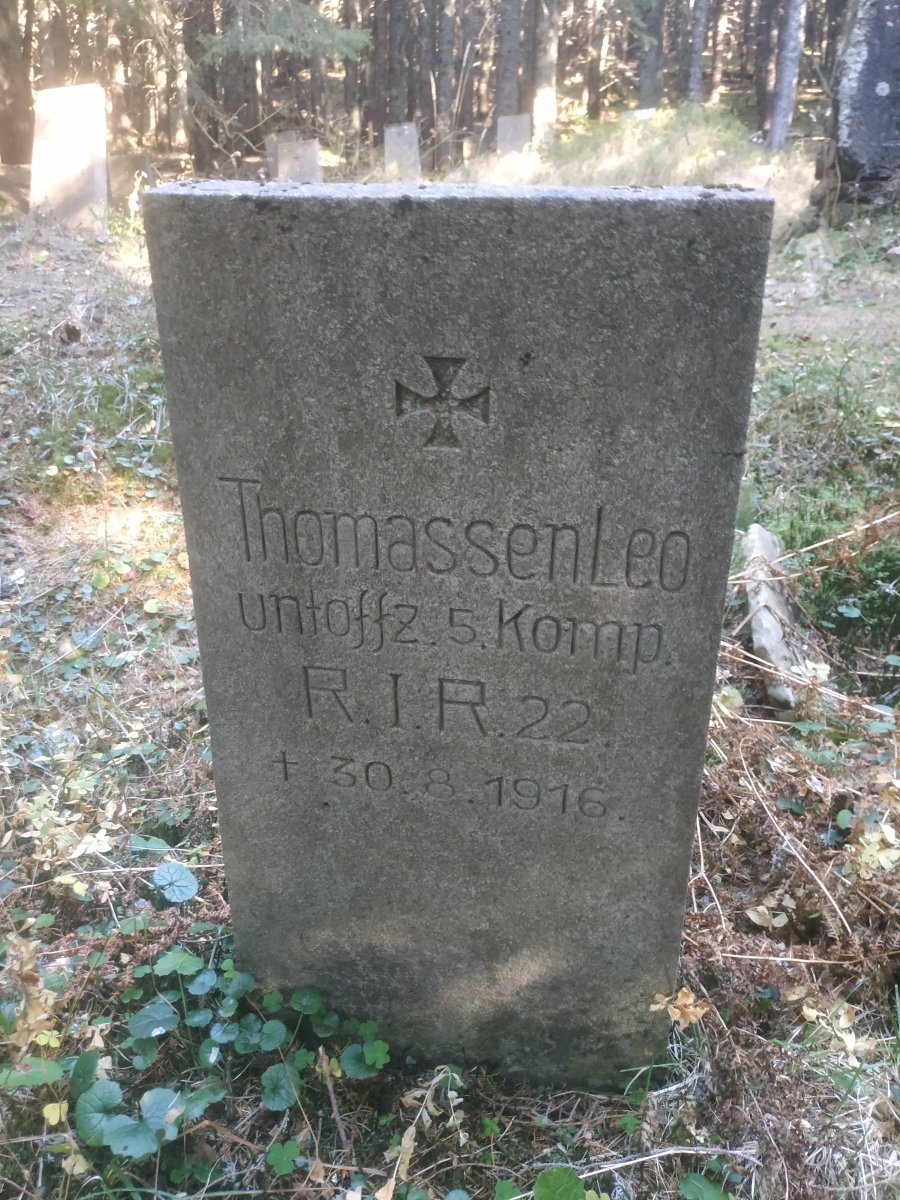 Thomassen Leo
untoffz. 5. Komp.
R.I.R. 22.
+ 30.8.1916.